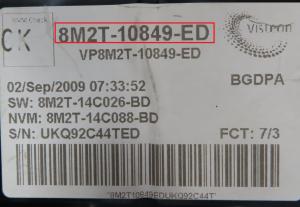 CK
8M2T-10849-ED
Visteon
VP8M2T-10849-ED
02/Sep/2009 07:33:52
BGDPA
SW: 8M2T-14C026-BD
NVM: 8M2T-14C088-BD
S/N: UKQ92C44TED
FCT: 7/3
*8M2T10849EDUKQ92C44T*